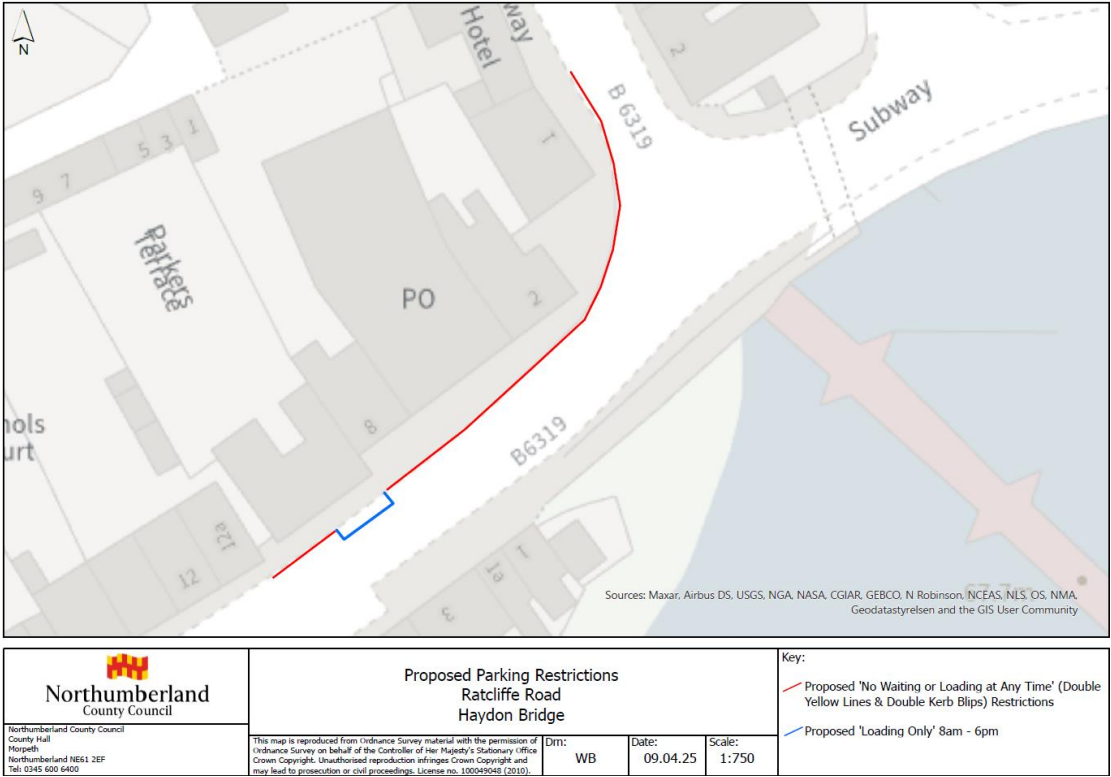 N
Hotel
way
2
B 6319
Subway
1
5 3 1
9 7
Parkers
Terrace
PO
2
nols
urt
8
B6319
12a
12
1
1a
3
Sources: Maxar, Airbus DS, USGS, NGA, NASA, CGIAR, GEBCO, N Robinson, NCEAS, NLS, OS, NMA,
Geodatastyrelsen and the GIS User Community
Northumberland
County Council
Northumberland County Council
County Hall
Morpeth
Northumberland NE61 2EF
Tel: 0345 600 6400
Proposed Parking Restrictions
Ratcliffe Road
Haydon Bridge
This map is reproduced from Ordnance Survey material with the permission of
Ordnance Survey on behalf of the Controller of Her Majesty's Stationary Office
Crown Copyright. Unauthorised reproduction infringes Crown Copyright and
may lead to prosecution or civil proceedings. License no. 100049048 (2010).
Drn:
WB
Date:
09.04.25
Scale:
1:750
Key:
Proposed 'No Waiting or Loading at Any Time' (Double
Yellow Lines & Double Kerb Blips) Restrictions
Proposed 'Loading Only' 8am - 6pm